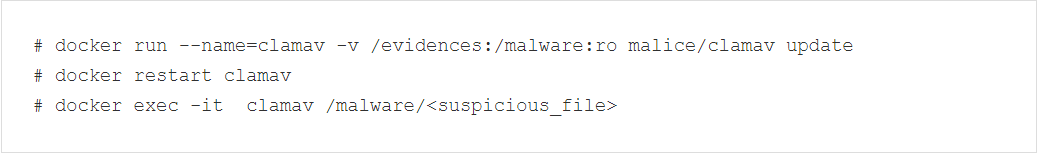 # docker run --name=clamav -v /evidences:/malware:ro malice/clamav update
# docker restart clamav
# docker exec -it  clamav /malware/<suspicious_file>